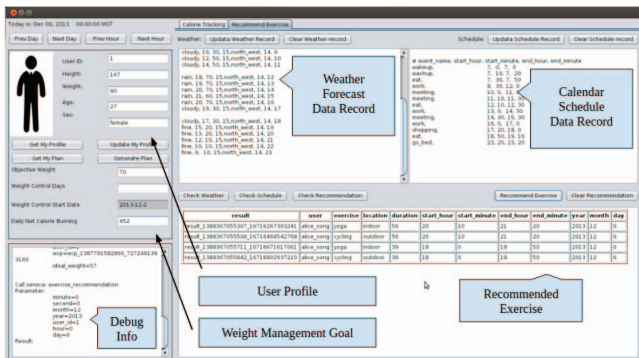 Today is: Dec 06, 2013 00:00:00 MST
Prev Day
Next Day
Prev Hour
Next Hour
User ID:
1
Height:
167
Weight:
80
Age:
27
Sex:
female
Get My Profile
Update My Profile
Get My Plan
Generate Plan
Objective Weight
70
Weight Control Days
Weight Control Start Date
2013-12-2
Daily Net Calorie Burning
652
3166
ideal_weight=57
Call service: exercise_recommendation
Parameter:
minute=0
second=0
month=12
year=2013
user_id=1
hour=0
day=6
Result:
Debug
Info
Calorie Tracking
Recommend Exercise
Weather:
Update Weather Record
Clear Weather record
Schedule:
Update Schedule Record
Clear Schedule record
cloudy, 10, 30, 15,north_west, 14, 9
cloudy, 12, 50, 15,north_west, 14, 10
cloudy, 14, 50, 15,north_west, 14, 11
rain, 18, 70, 15,north_west, 14, 12
rain, 19, 70, 15,north_west, 14, 13
rain, 20, 70, 15,north_west, 14, 14
rain, 21, 60, 15,north_west, 14, 15
rain, 20, 70, 15,north_west, 14, 16
cloudy, 19, 30, 15,north_west, 14, 17
cloudy, 17, 30, 15,north_west, 14, 18
fine, 15, 20, 15,north_west, 14, 19
fine, 13, 20, 15,north_west, 14, 20
fine, 12, 10, 15,north_west, 14, 21
fine, 10, 10, 15,north_west, 14, 22
fine, 9, 10, 15,north_west, 14, 23
Weather
Forecast
Data Record
# event_name, start_hour, start_minute, end_hour, end_minute
wakeup, 7, 0, 7, 0
washup, 7, 10, 7, 20
eat, 7, 30, 7, 50
work, 8, 30, 12, 0
meeting, 10, 0, 11, 0
meeting, 11, 10, 11, 30
eat, 12, 10, 12, 30
work, 13, 0, 14, 30
meeting, 14, 30, 15, 30
work, 16, 0, 17, 0
shopping, 17, 20, 18, 0
eat, 18, 50, 19, 10
go_bed, 23, 20, 23, 20
Calendar
Schedule
Data Record
Check Weather
Check Schedule
Check Recommendation
Recommend Exercise
Clear Recommendation
result user exercise location duration start_hour start_minute end_hour end_minute year month day
alice_song yoga indoor 56 20 10 21 20 2013 12 6
alice_song cycling outdoor 56 20 10 21 20 2013 12 6
alice_song yoga indoor 39 18 0 18 50 2013 12 6
alice_song cycling outdoor 39 18 0 18 50 2013 12 6
User Profile
Weight Management Goal
Recommended
Exercise